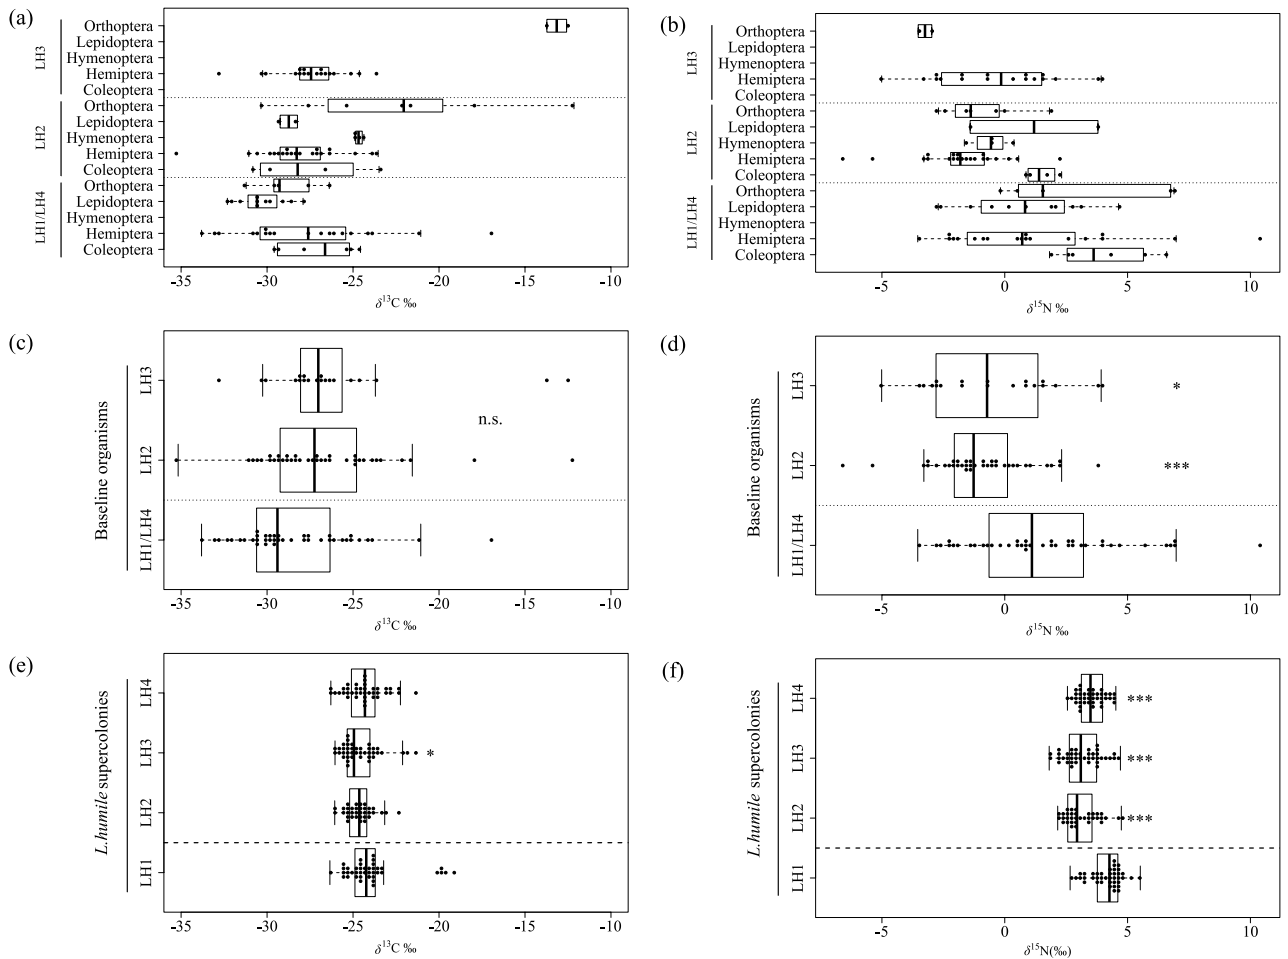 (a)
LH3
Orthoptera
Lepidoptera
Hymenoptera
Hemiptera
Coleoptera
LH2
Orthoptera
Lepidoptera
Hymenoptera
Hemiptera
Coleoptera
LH1/LH4
Orthoptera
Lepidoptera
Hymenoptera
Hemiptera
Coleoptera
-35 -30 -25 -20 -15 -10
δ¹³C ‰
(b)
LH3
Orthoptera
Lepidoptera
Hymenoptera
Hemiptera
Coleoptera
LH2
Orthoptera
Lepidoptera
Hymenoptera
Hemiptera
Coleoptera
LH1/LH4
Orthoptera
Lepidoptera
Hymenoptera
Hemiptera
Coleoptera
-5 0 5 10
δ¹⁵N ‰
(c)
Baseline organisms
LH3
LH2
LH1/LH4
n.s.
-35 -30 -25 -20 -15 -10
δ¹³C ‰
(d)
Baseline organisms
LH3
*
LH2
***
LH1/LH4
-5 0 5 10
δ¹⁵N ‰
(e)
L.humile supercolonies
LH4
LH3
*
LH2
LH1
-35 -30 -25 -20 -15 -10
δ¹³C ‰
(f)
L.humile supercolonies
LH4
***
LH3
***
LH2
***
LH1
-5 0 5 10
δ¹⁵N(‰)